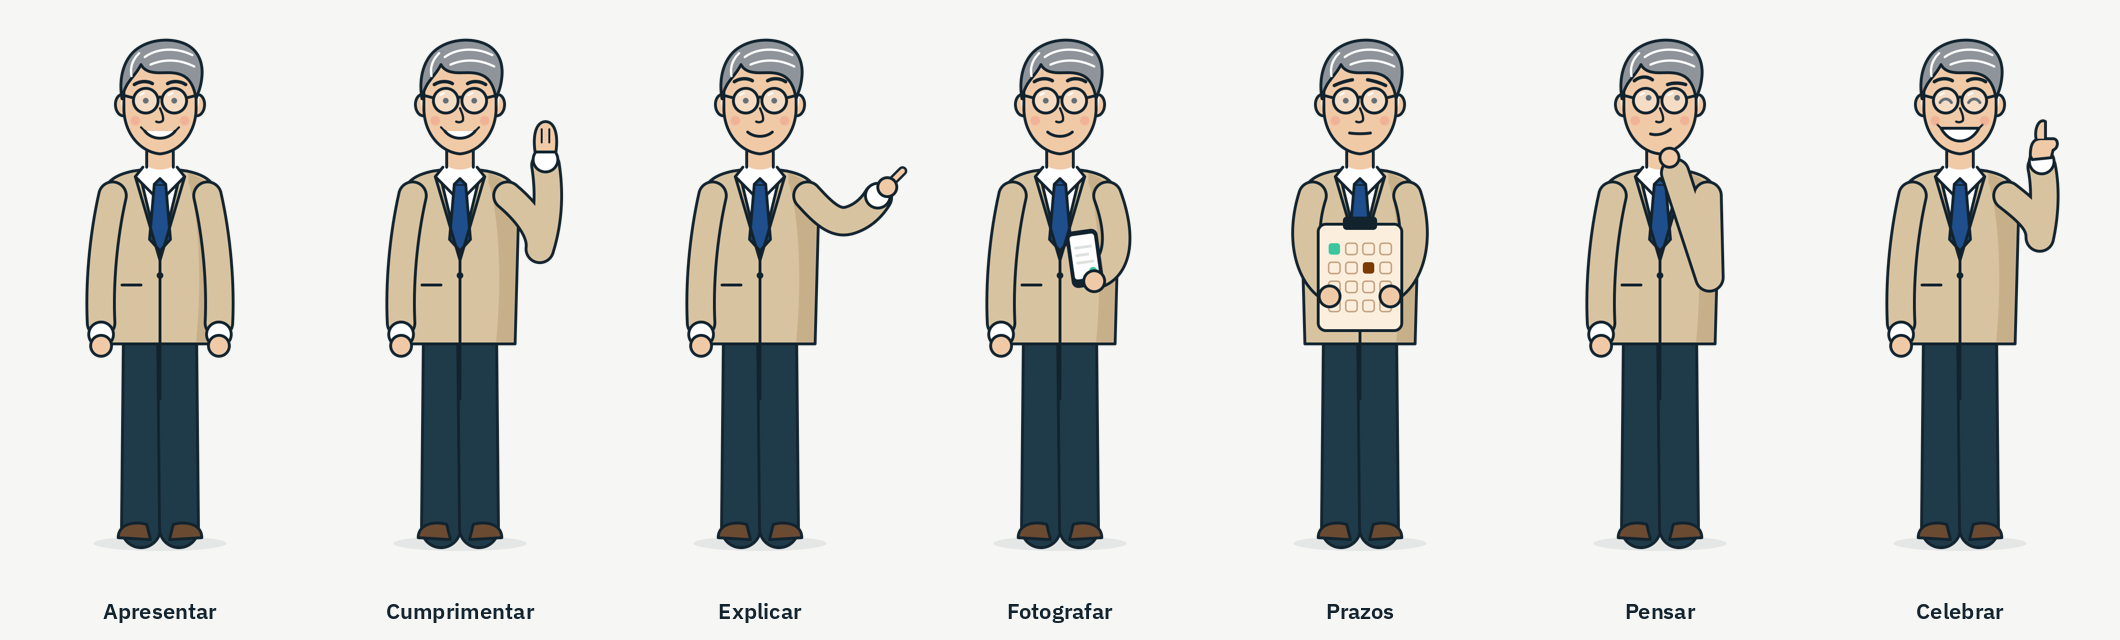 Apresentar
Cumprimentar
Explicar
Fotografar
Prazos
Pensar
Celebrar